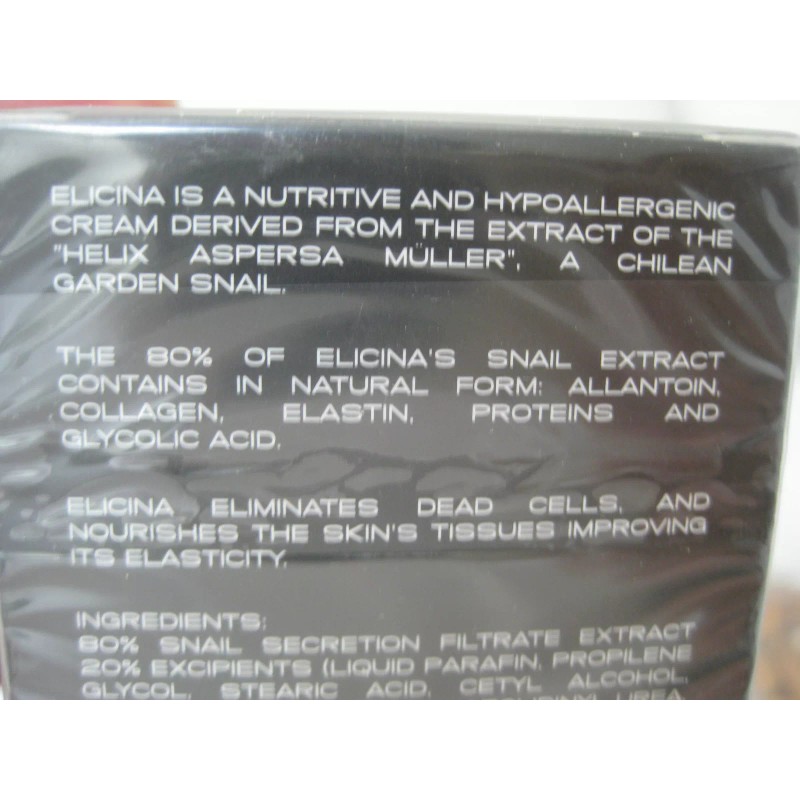 ELICINA IS A NUTRITIVE AND HYPOALLERGENIC
CREAM DERIVED FROM THE EXTRACT OF THE
"HELIX ASPERSA MÜLLER", A CHILEAN
GARDEN SNAIL.
THE 80% OF ELICINA'S SNAIL EXTRACT
CONTAINS IN NATURAL FORM: ALLANTOIN,
COLLAGEN, ELASTIN, PROTEINS AND
GLYCOLIC ACID.
ELICINA ELIMINATES DEAD CELLS, AND
NOURISHES THE SKIN'S TISSUES IMPROVING
ITS ELASTICITY.
INGREDIENTS:
80% SNAIL SECRETION FILTRATE EXTRACT
20% EXCIPIENTS (LIQUID PARAFIN, PROPILENE
GLYCOL, STEARIC ACID, CETYL ALCOHOL,
UREA,